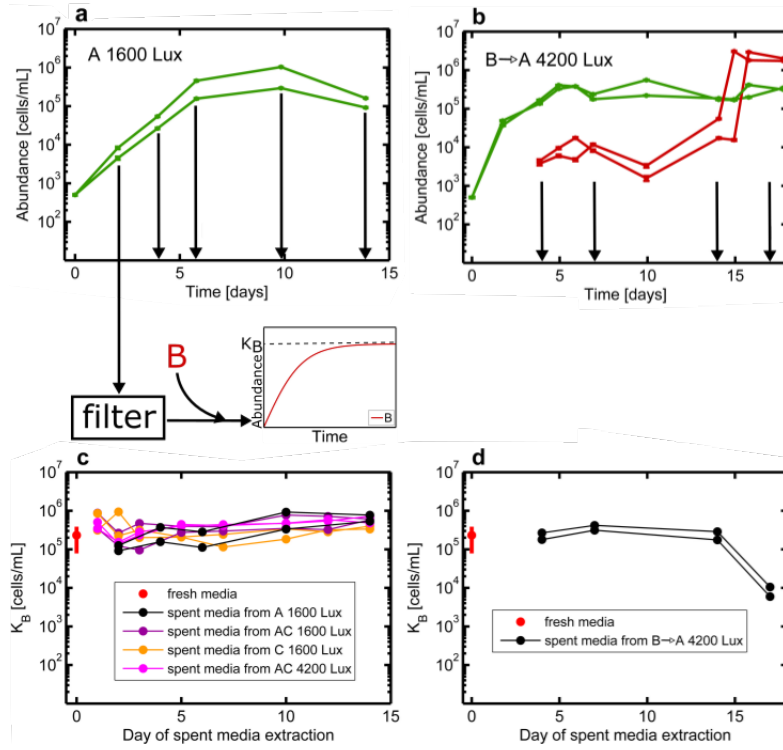 a
A 1600 Lux
Abundance [cells/mL]
10^7
10^6
10^5
10^4
10^3
10^2
0
5
10
15
Time [days]
b
B→A 4200 Lux
Abundance [cells/mL]
10^7
10^6
10^5
10^4
10^3
10^2
0
5
10
15
Time [days]
filter
B
K_B
Abundance
B
Time
c
K_B [cells/mL]
10^7
10^6
10^5
10^4
10^3
10^2
fresh media
spent media from A 1600 Lux
spent media from AC 1600 Lux
spent media from C 1600 Lux
spent media from AC 4200 Lux
0
5
10
15
Day of spent media extraction
d
K_B [cells/mL]
10^7
10^6
10^5
10^4
10^3
10^2
fresh media
spent media from B→A 4200 Lux
0
5
10
15
Day of spent media extraction